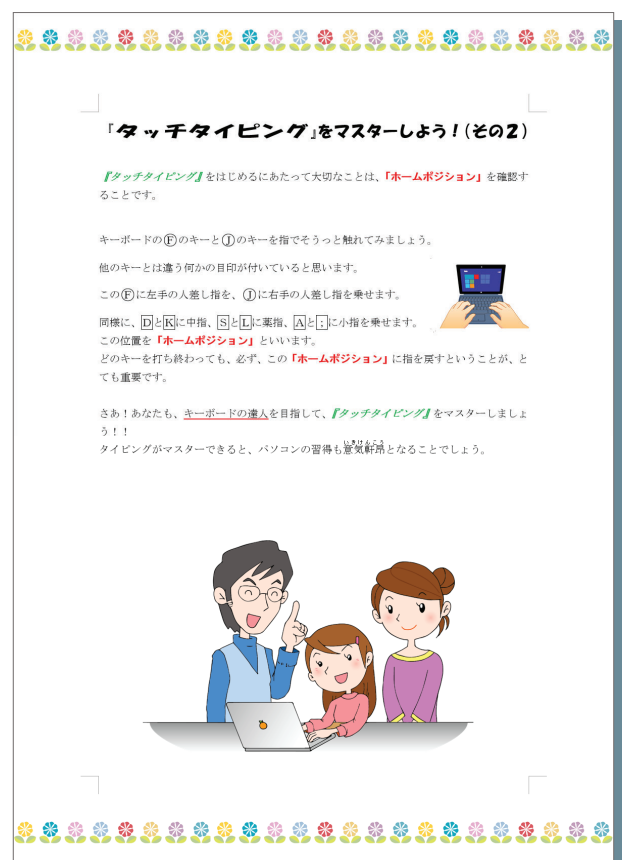 『タッチタイピング』をマスターしよう！（その２）
『タッチタイピング』をはじめるにあたって大切なことは、「ホームポジション」を確認す
ることです。
キーボードのⒻのキーとⒿのキーを指でそうっと触れてみましょう。
他のキーとは違う何かの目印が付いていると思います。
このⒻに左手の人差し指を、Ⓙに右手の人差し指を乗せます。
同様に、DとKに中指、SとLに薬指、Aと；に小指を乗せます。
この位置を「ホームポジション」といいます。
どのキーを打ち終わっても、必ず、この「ホームポジション」に指を戻すということが、と
ても重要です。
さあ！あなたも、キーボードの達人を目指して、『タッチタイピング』をマスターしましょ
う！！
いきけんこう
タイピングがマスターできると、パソコンの習得も意気軒昂となることでしょう。